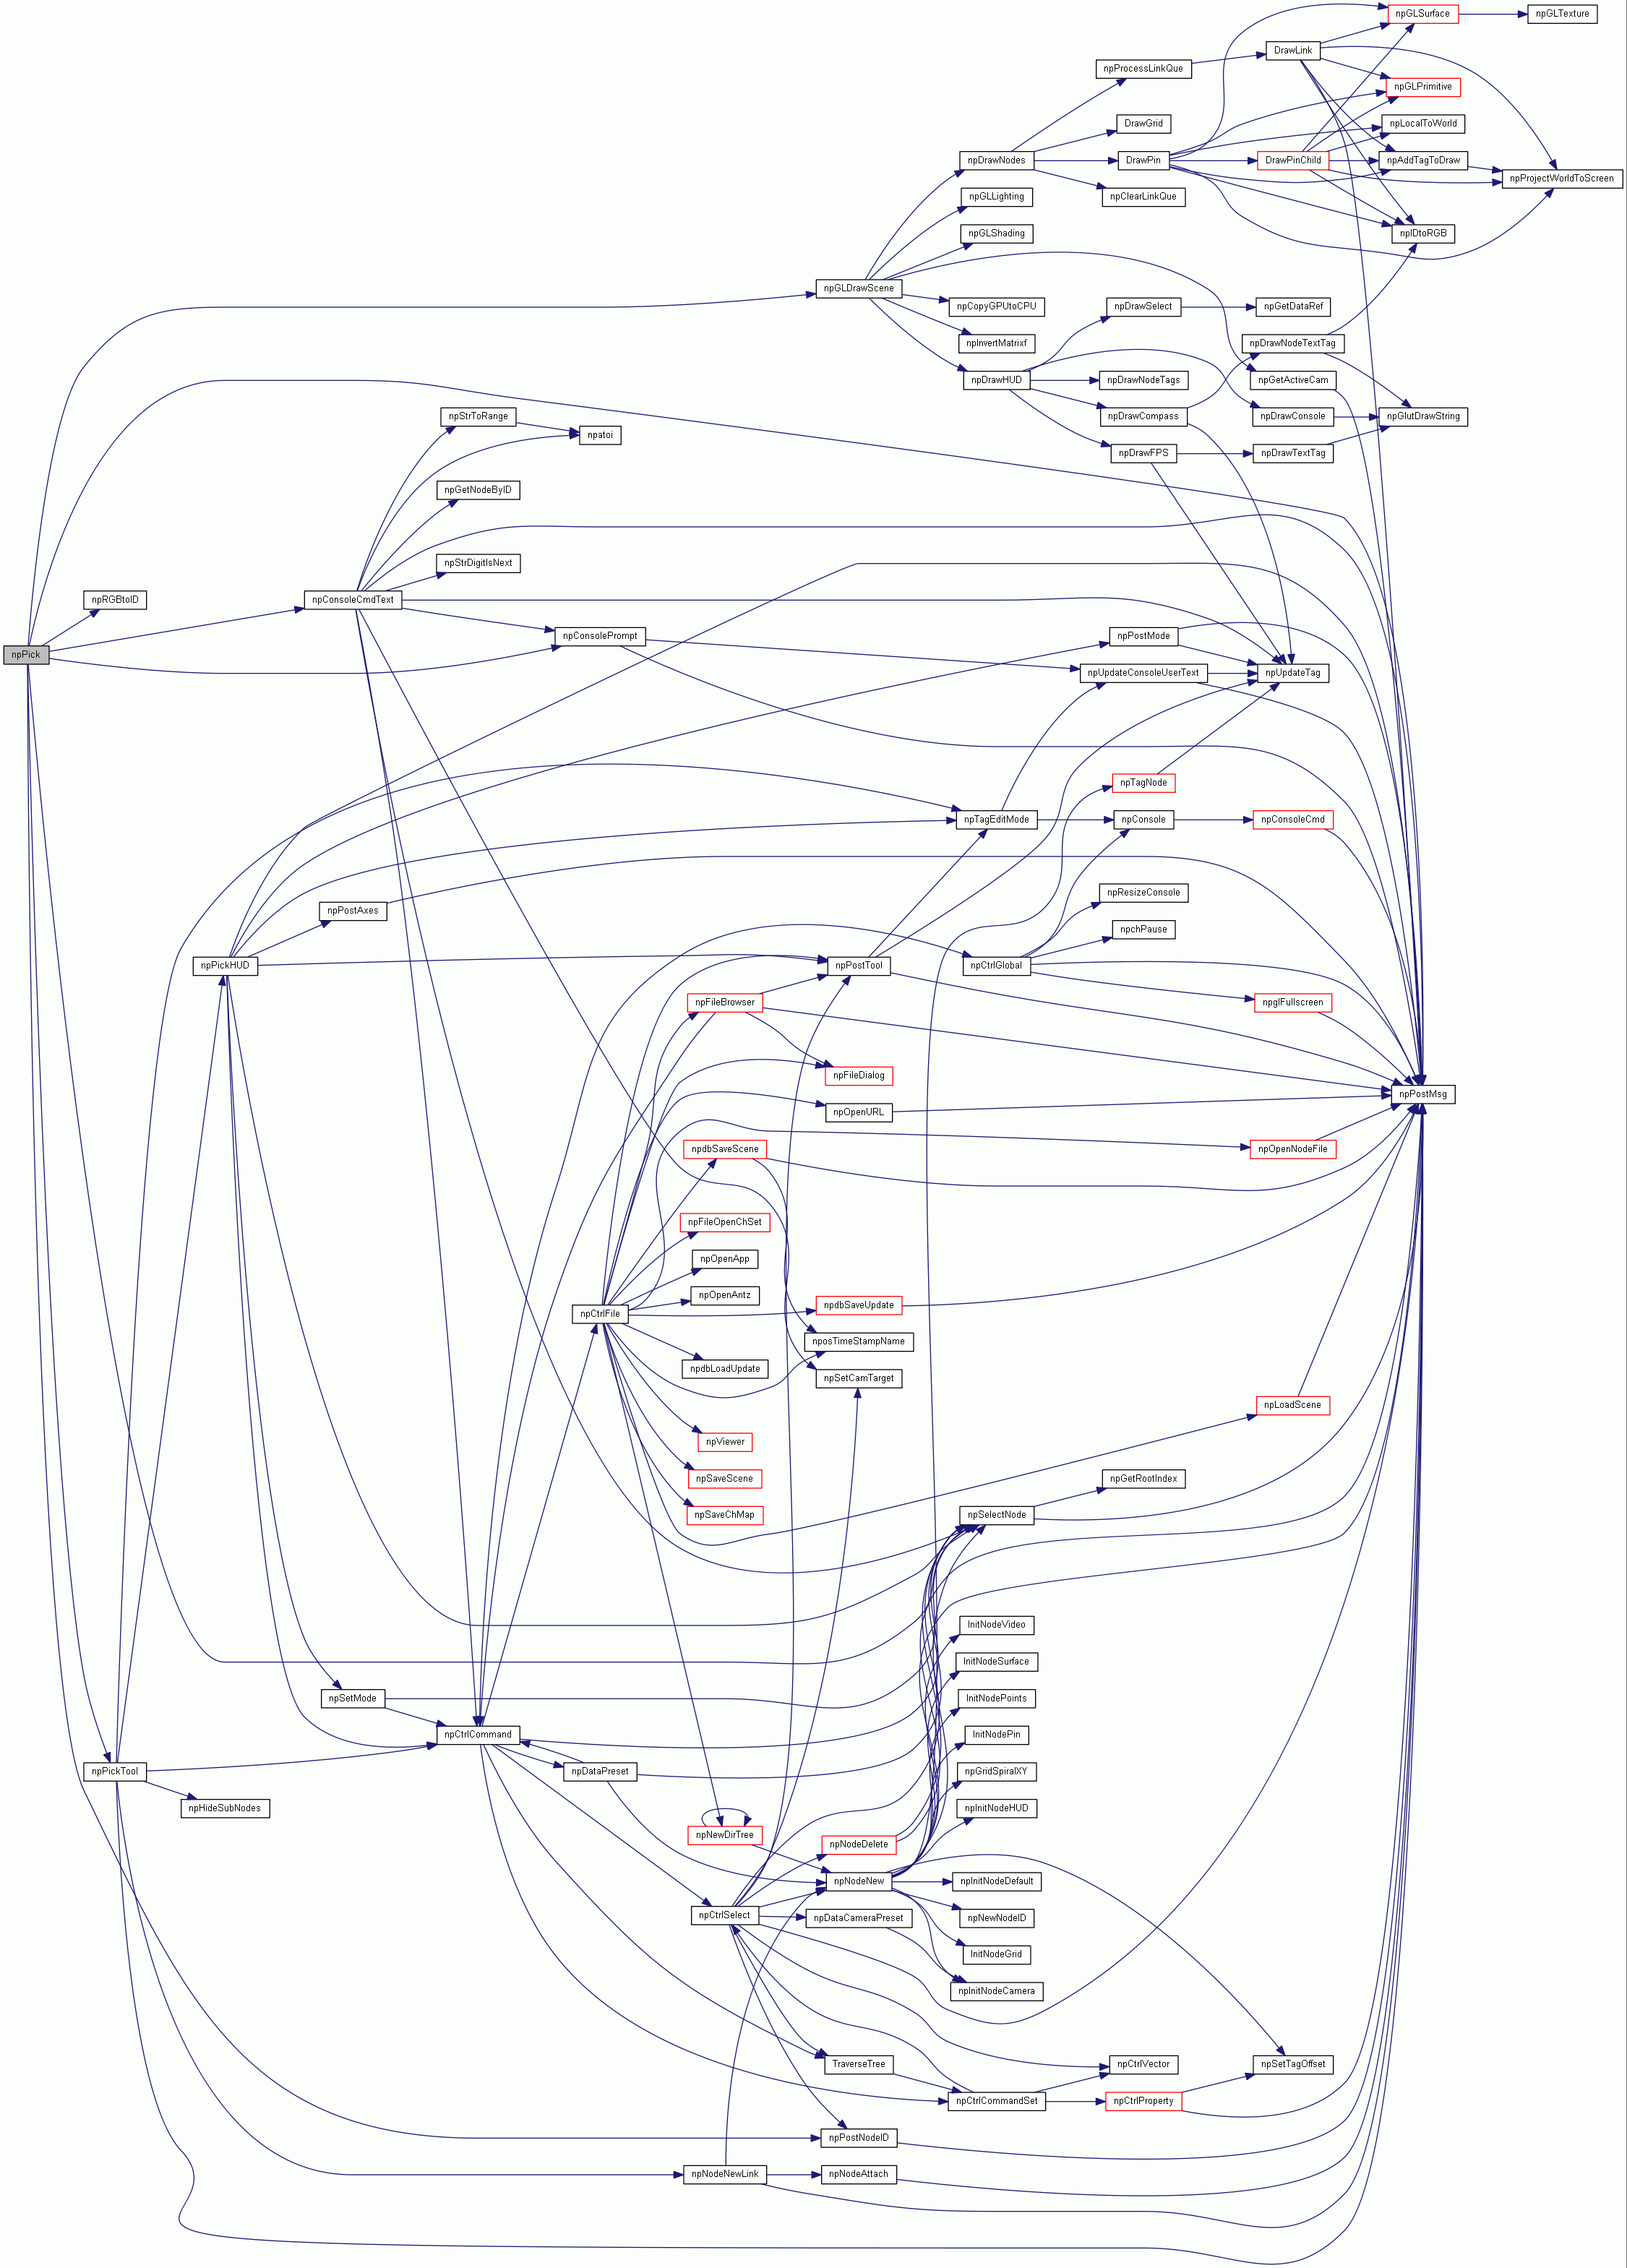 npGLSurface
npGLTexture
DrawLink
npProcessLinkQue
npGLPrimitive
DrawGrid
npLocalToWorld
npDrawNodes
DrawPin
DrawPinChild
npAddTagToDraw
npProjectWorldToScreen
npGLLighting
npClearLinkQue
npGLShading
npIDtoRGB
npGLDrawScene
npCopyGPUtoCPU
npDrawSelect
npGetDataRef
npInvertMatrixf
npDrawNodeTextTag
npDrawHUD
npDrawNodeTags
npGetActiveCam
npStrToRange
npDrawCompass
npDrawConsole
npGlutDrawString
npatoi
npDrawFPS
npDrawTextTag
npGetNodeByID
npStrDigitIsNext
npRGBtoID
npConsoleCmdText
npConsolePrompt
npPostMode
npPick
npUpdateConsoleUserText
npUpdateTag
npTagNode
npTagEditMode
npConsole
npConsoleCmd
npResizeConsole
npPostAxes
npchPause
npPickHUD
npPostTool
npCtrlGlobal
npFileBrowser
npglFullscreen
npFileDialog
npPostMsg
npOpenURL
npdbSaveScene
npOpenNodeFile
npFileOpenChSet
npOpenApp
npOpenAntz
npCtrlFile
npdbSaveUpdate
nposTimeStampName
npdbLoadUpdate
npSetCamTarget
npLoadScene
npViewer
npSaveScene
npGetRootIndex
npSaveChMap
npSelectNode
InitNodeVideo
InitNodeSurface
npSetMode
InitNodePoints
npCtrlCommand
InitNodePin
npPickTool
npDataPreset
npGridSpiralXY
npHideSubNodes
npInitNodeHUD
npNewDirTree
npNodeDelete
npNodeNew
npInitNodeDefault
npCtrlSelect
npDataCameraPreset
npNewNodeID
InitNodeGrid
npInitNodeCamera
TraverseTree
npCtrlVector
npSetTagOffset
npCtrlCommandSet
npCtrlProperty
npPostNodeID
npNodeNewLink
npNodeAttach